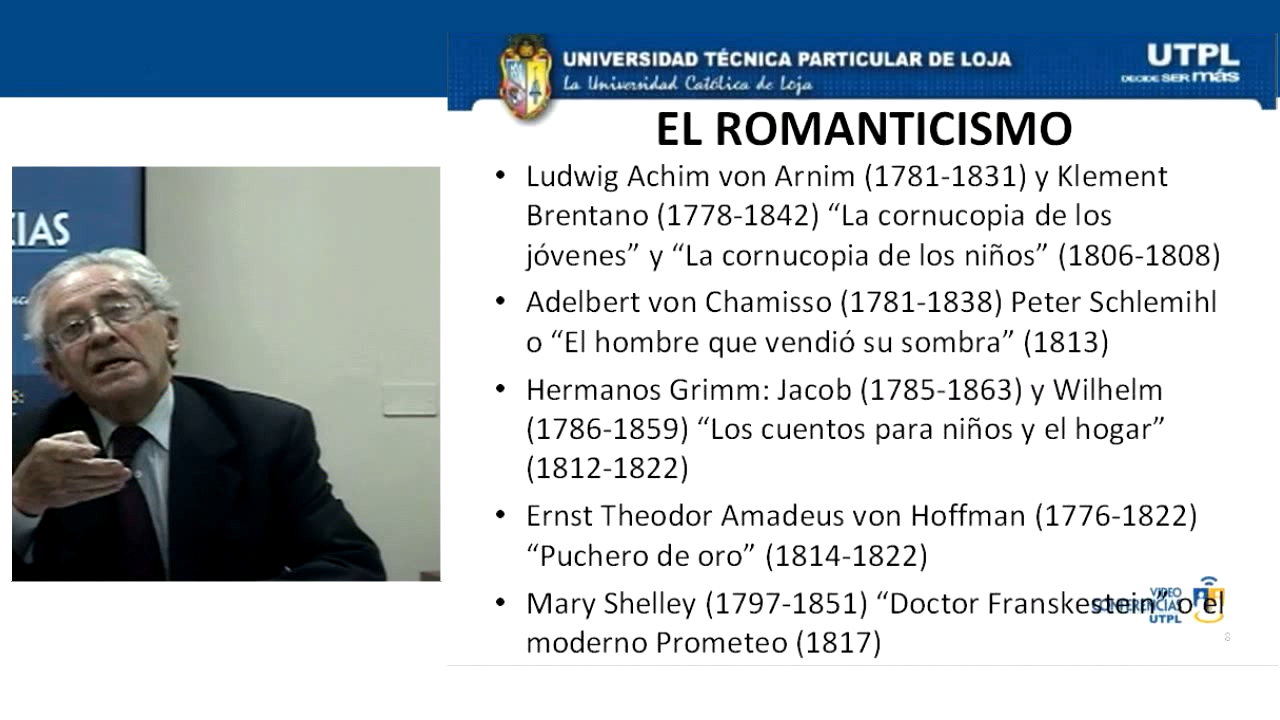 UNIVERSIDAD TÉCNICA PARTICULAR DE LOJA
La Universidad Católica de Loja
UTPL
DECIDE SER más
EL ROMANTICISMO
• Ludwig Achim von Arnim (1781-1831) y Klement
Brentano (1778-1842) “La cornucopia de los
jóvenes” y “La cornucopia de los niños” (1806-1808)
• Adelbert von Chamisso (1781-1838) Peter Schlemihl
o “El hombre que vendió su sombra” (1813)
• Hermanos Grimm: Jacob (1785-1863) y Wilhelm
(1786-1859) “Los cuentos para niños y el hogar”
(1812-1822)
• Ernst Theodor Amadeus von Hoffman (1776-1822)
“Puchero de oro” (1814-1822)
• Mary Shelley (1797-1851) “Doctor Franskestein” o el
moderno Prometeo (1817)
VIDEO
CONFERENCIAS
UTPL
8
CIAS